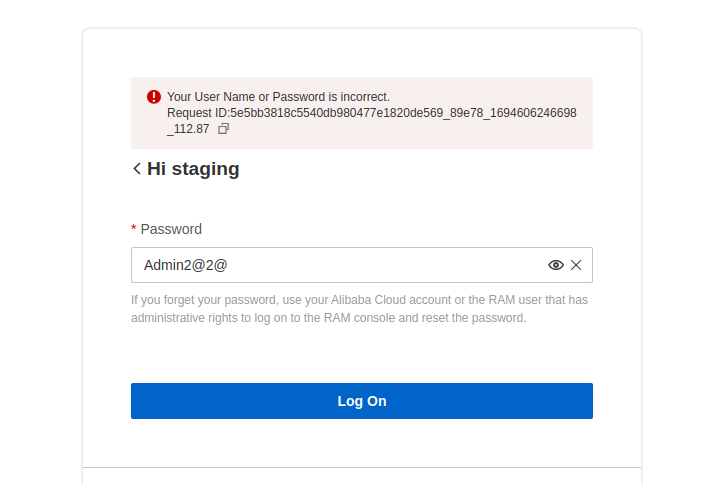 Your User Name or Password is incorrect.
Request ID:5e5bb3818c5540db980477e1820de569_89e78_1694606246698
_112.87
Hi staging
* Password
Admin2@2@
If you forget your password, use your Alibaba Cloud account or the RAM user that has
administrative rights to log on to the RAM console and reset the password.
Log On